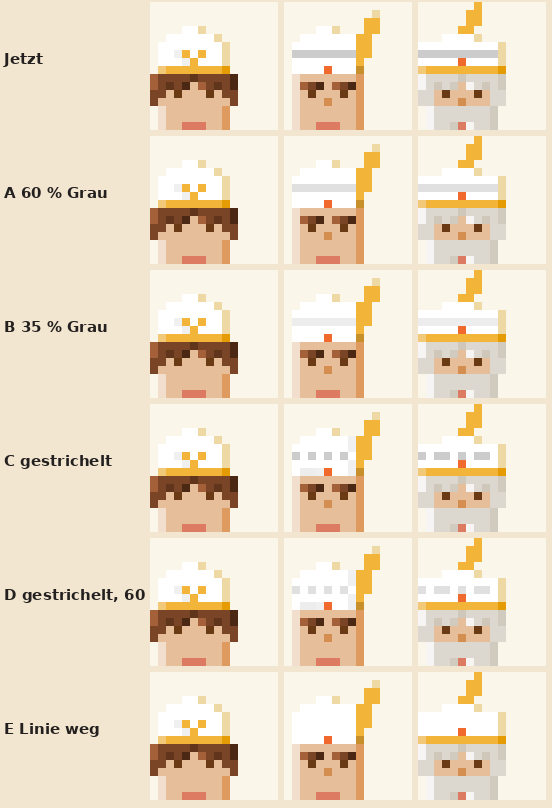 Jetzt
A 60 % Grau
B 35 % Grau
C gestrichelt
D gestrichelt, 60
E Linie weg